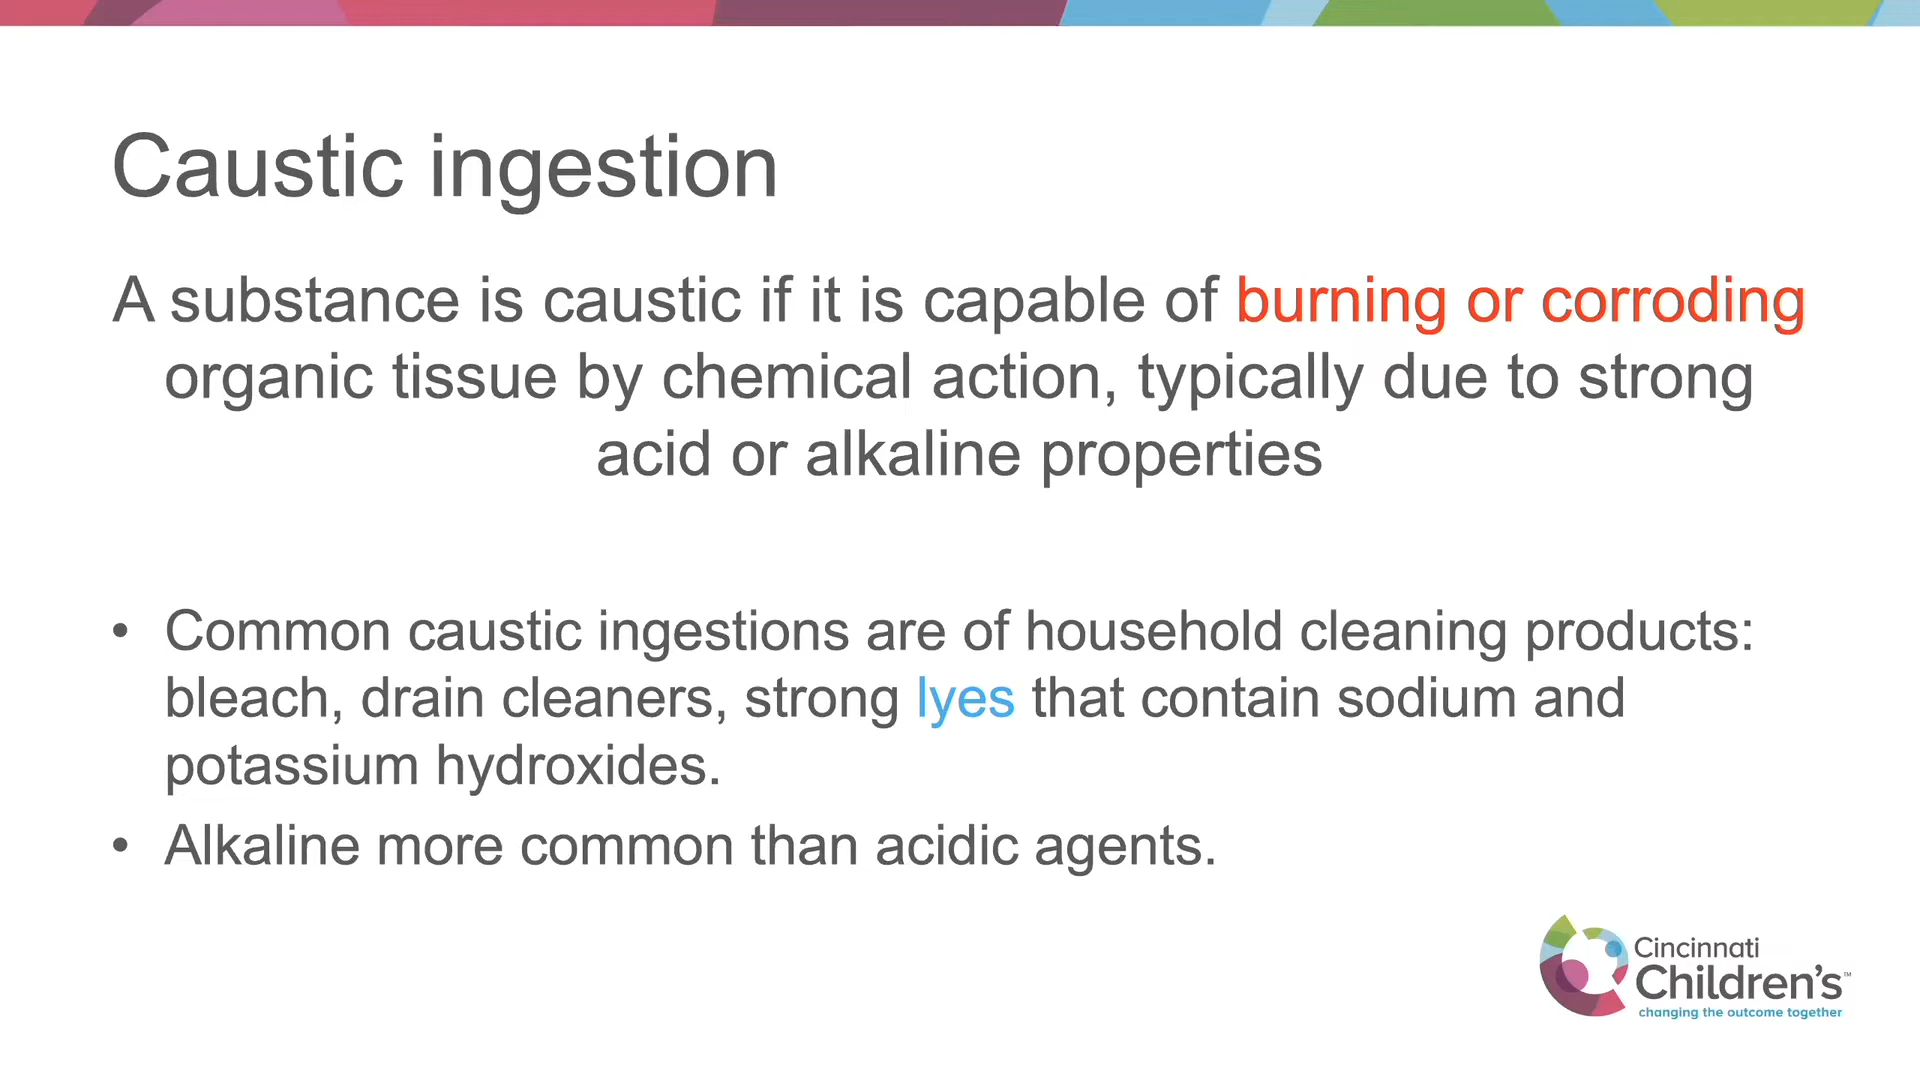 Caustic ingestion
A substance is caustic if it is capable of burning or corroding
organic tissue by chemical action, typically due to strong
acid or alkaline properties
• Common caustic ingestions are of household cleaning products:
bleach, drain cleaners, strong lyes that contain sodium and
potassium hydroxides.
• Alkaline more common than acidic agents.
Cincinnati
Children's™
changing the outcome together